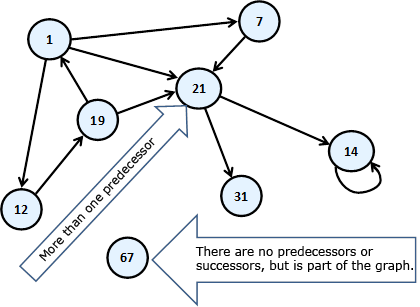 1
7
21
19
14
12
31
More than one predecessor
67
There are no predecessors or
successors, but is part of the graph.